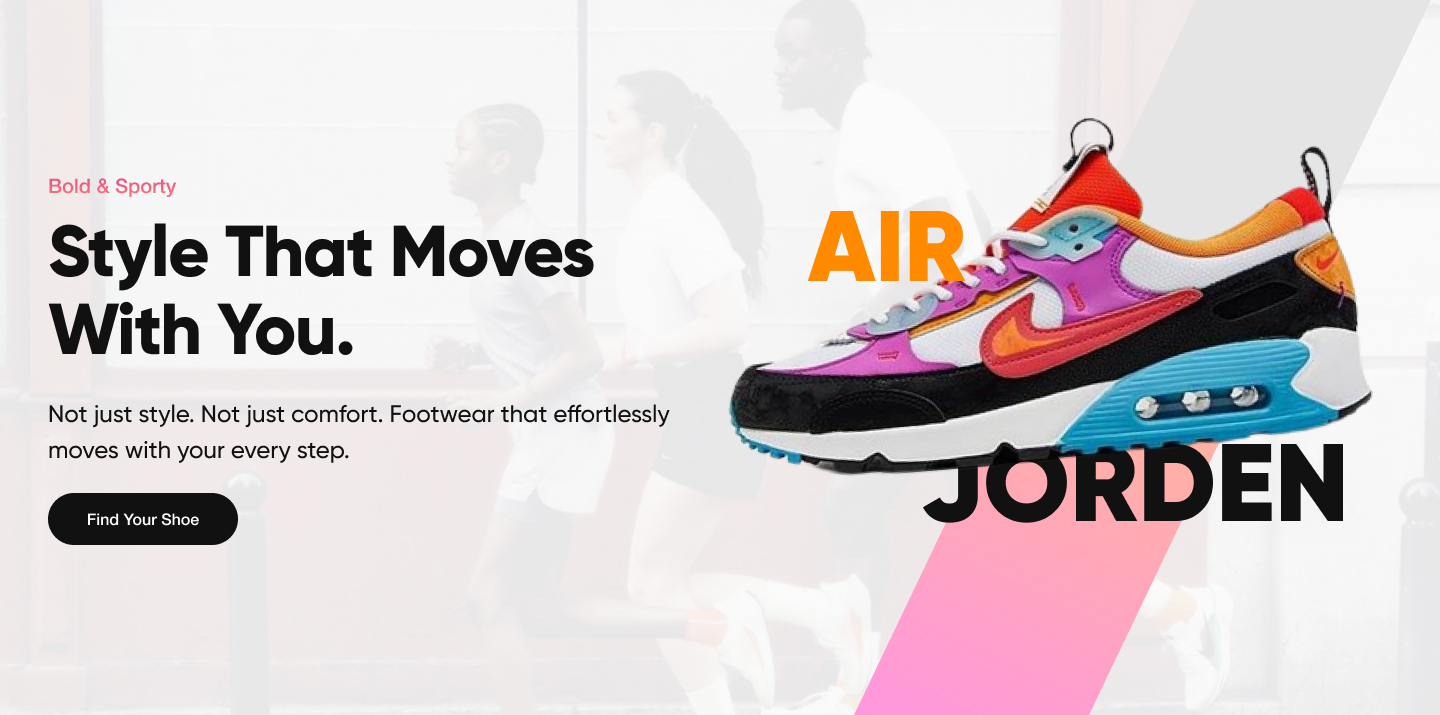 Bold & Sporty
Style That Moves
With You.
Not just style. Not just comfort. Footwear that effortlessly
moves with your every step.
Find Your Shoe
AIR
JORDEN